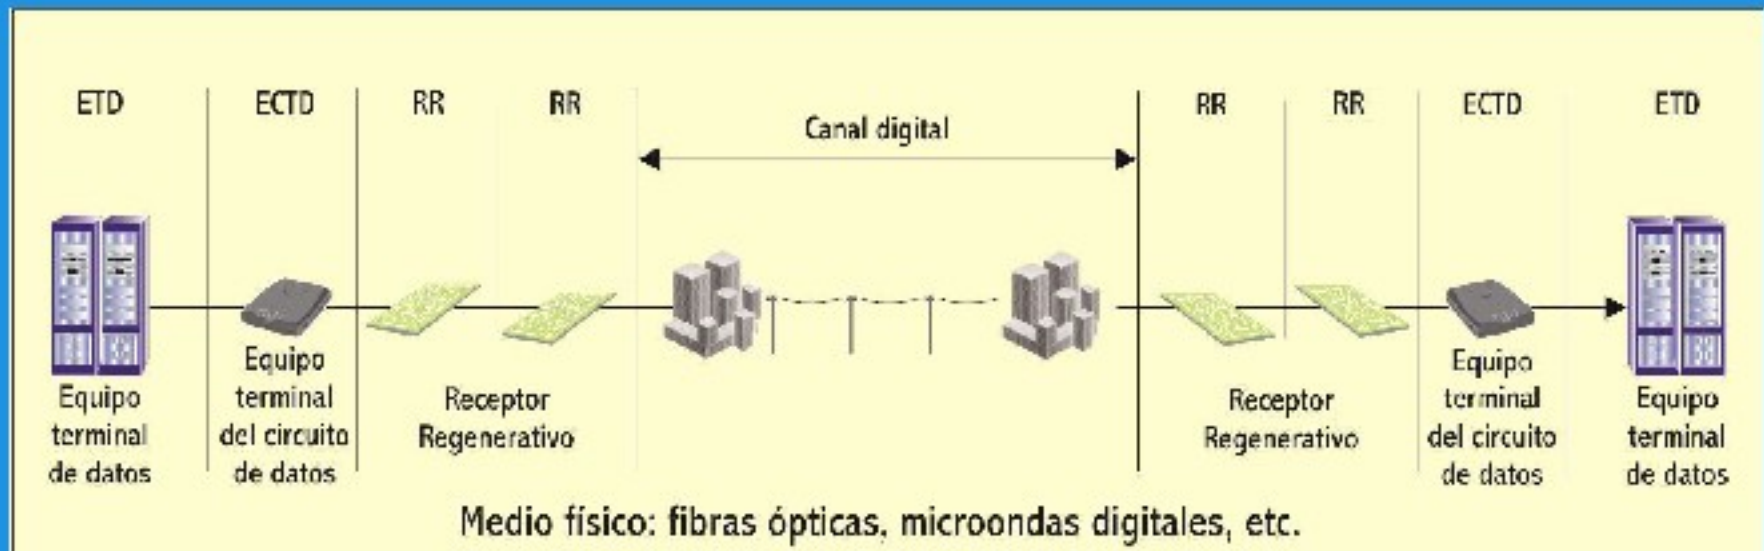 ETD
ECTD
RR
RR
Canal digital
RR
RR
ECTD
ETD
Equipo
terminal
de datos
Equipo
terminal
del circuito
de datos
Receptor
Regenerativo
Receptor
Regenerativo
Equipo
terminal
del circuito
de datos
Equipo
terminal
de datos
Medio físico: fibras ópticas, microondas digitales, etc.